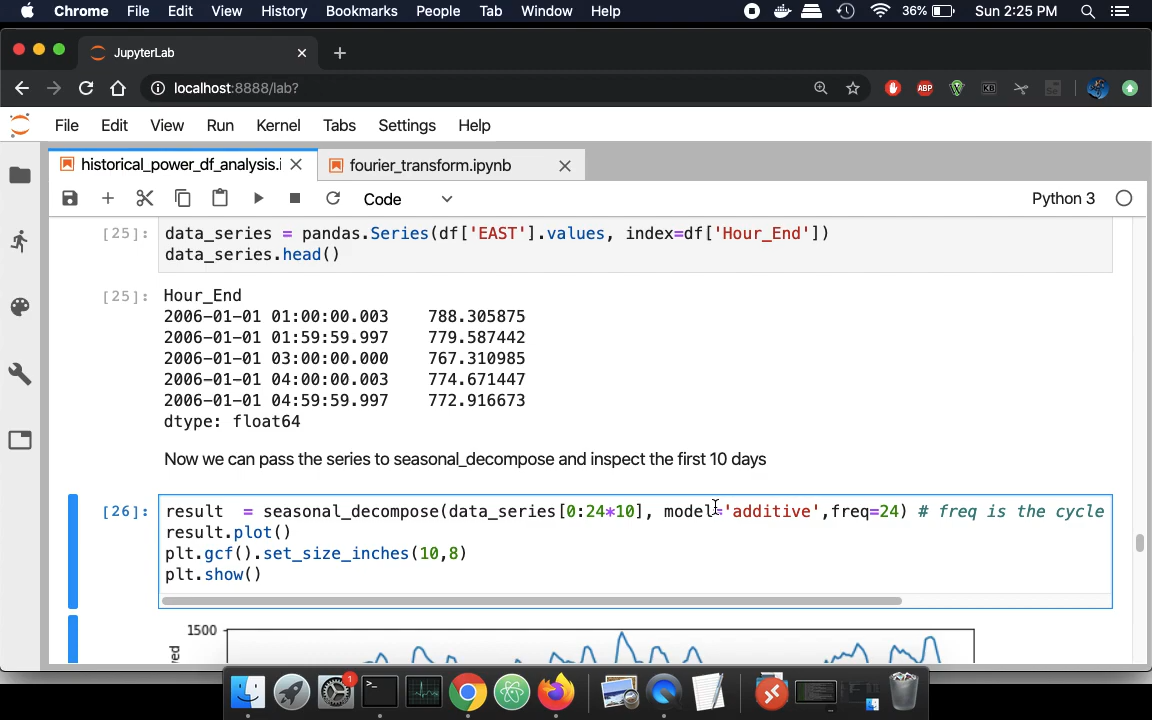 Chrome File Edit View History Bookmarks People Tab Window Help 36% Sun 2:25 PM
JupyterLab
localhost:8888/lab?
ABP
File Edit View Run Kernel Tabs Settings Help
historical_power_df_analysis.i fourier_transform.ipynb
Code Python 3
[25]: data_series = pandas.Series(df['EAST'].values, index=df['Hour_End'])
data_series.head()
[25]: Hour_End
2006-01-01 01:00:00.003 788.305875
2006-01-01 01:59:59.997 779.587442
2006-01-01 03:00:00.000 767.310985
2006-01-01 04:00:00.003 774.671447
2006-01-01 04:59:59.997 772.916673
dtype: float64
Now we can pass the series to seasonal_decompose and inspect the first 10 days
[26]: result = seasonal_decompose(data_series[0:24*10], model='additive',freq=24) # freq is the cycle
result.plot()
plt.gcf().set_size_inches(10,8)
plt.show()
1500
1